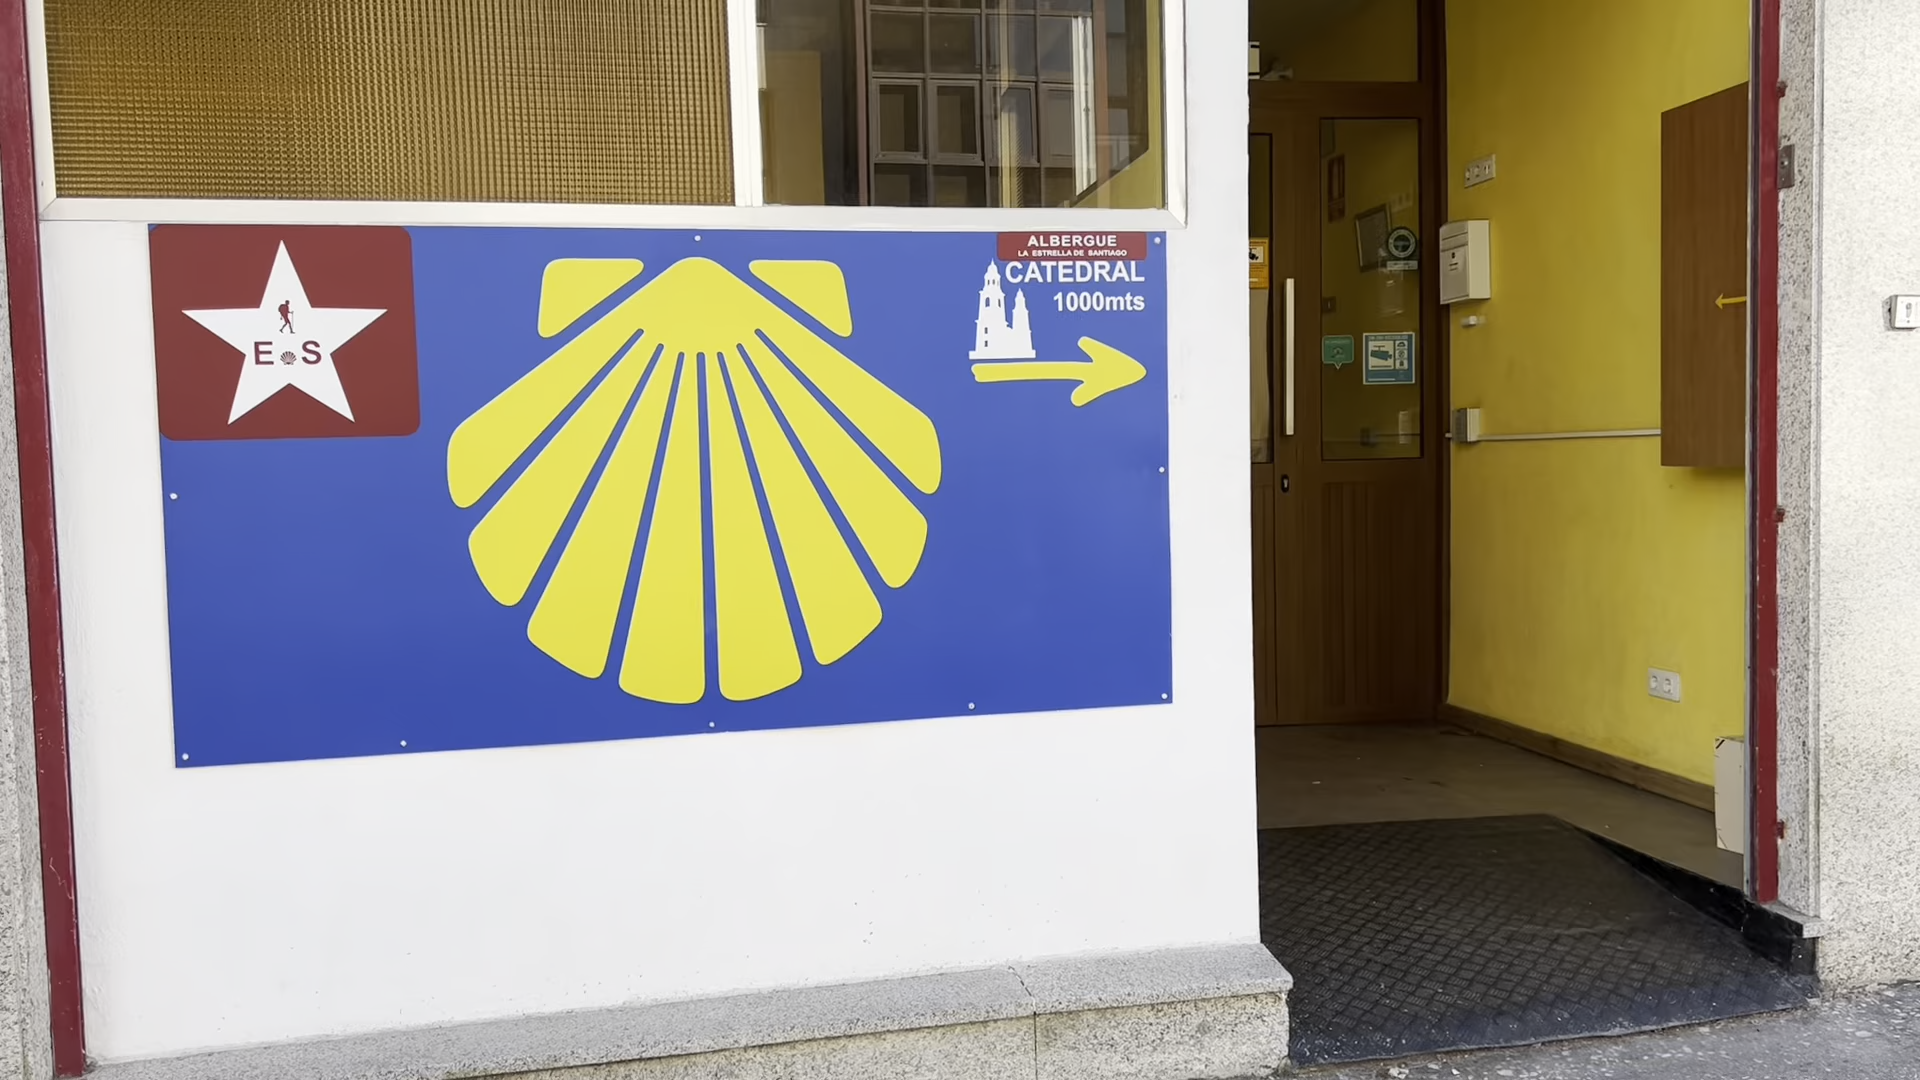 E S
ALBERGUE
LA ESTRELLA DE SANTIAGO
CATEDRAL
1000mts